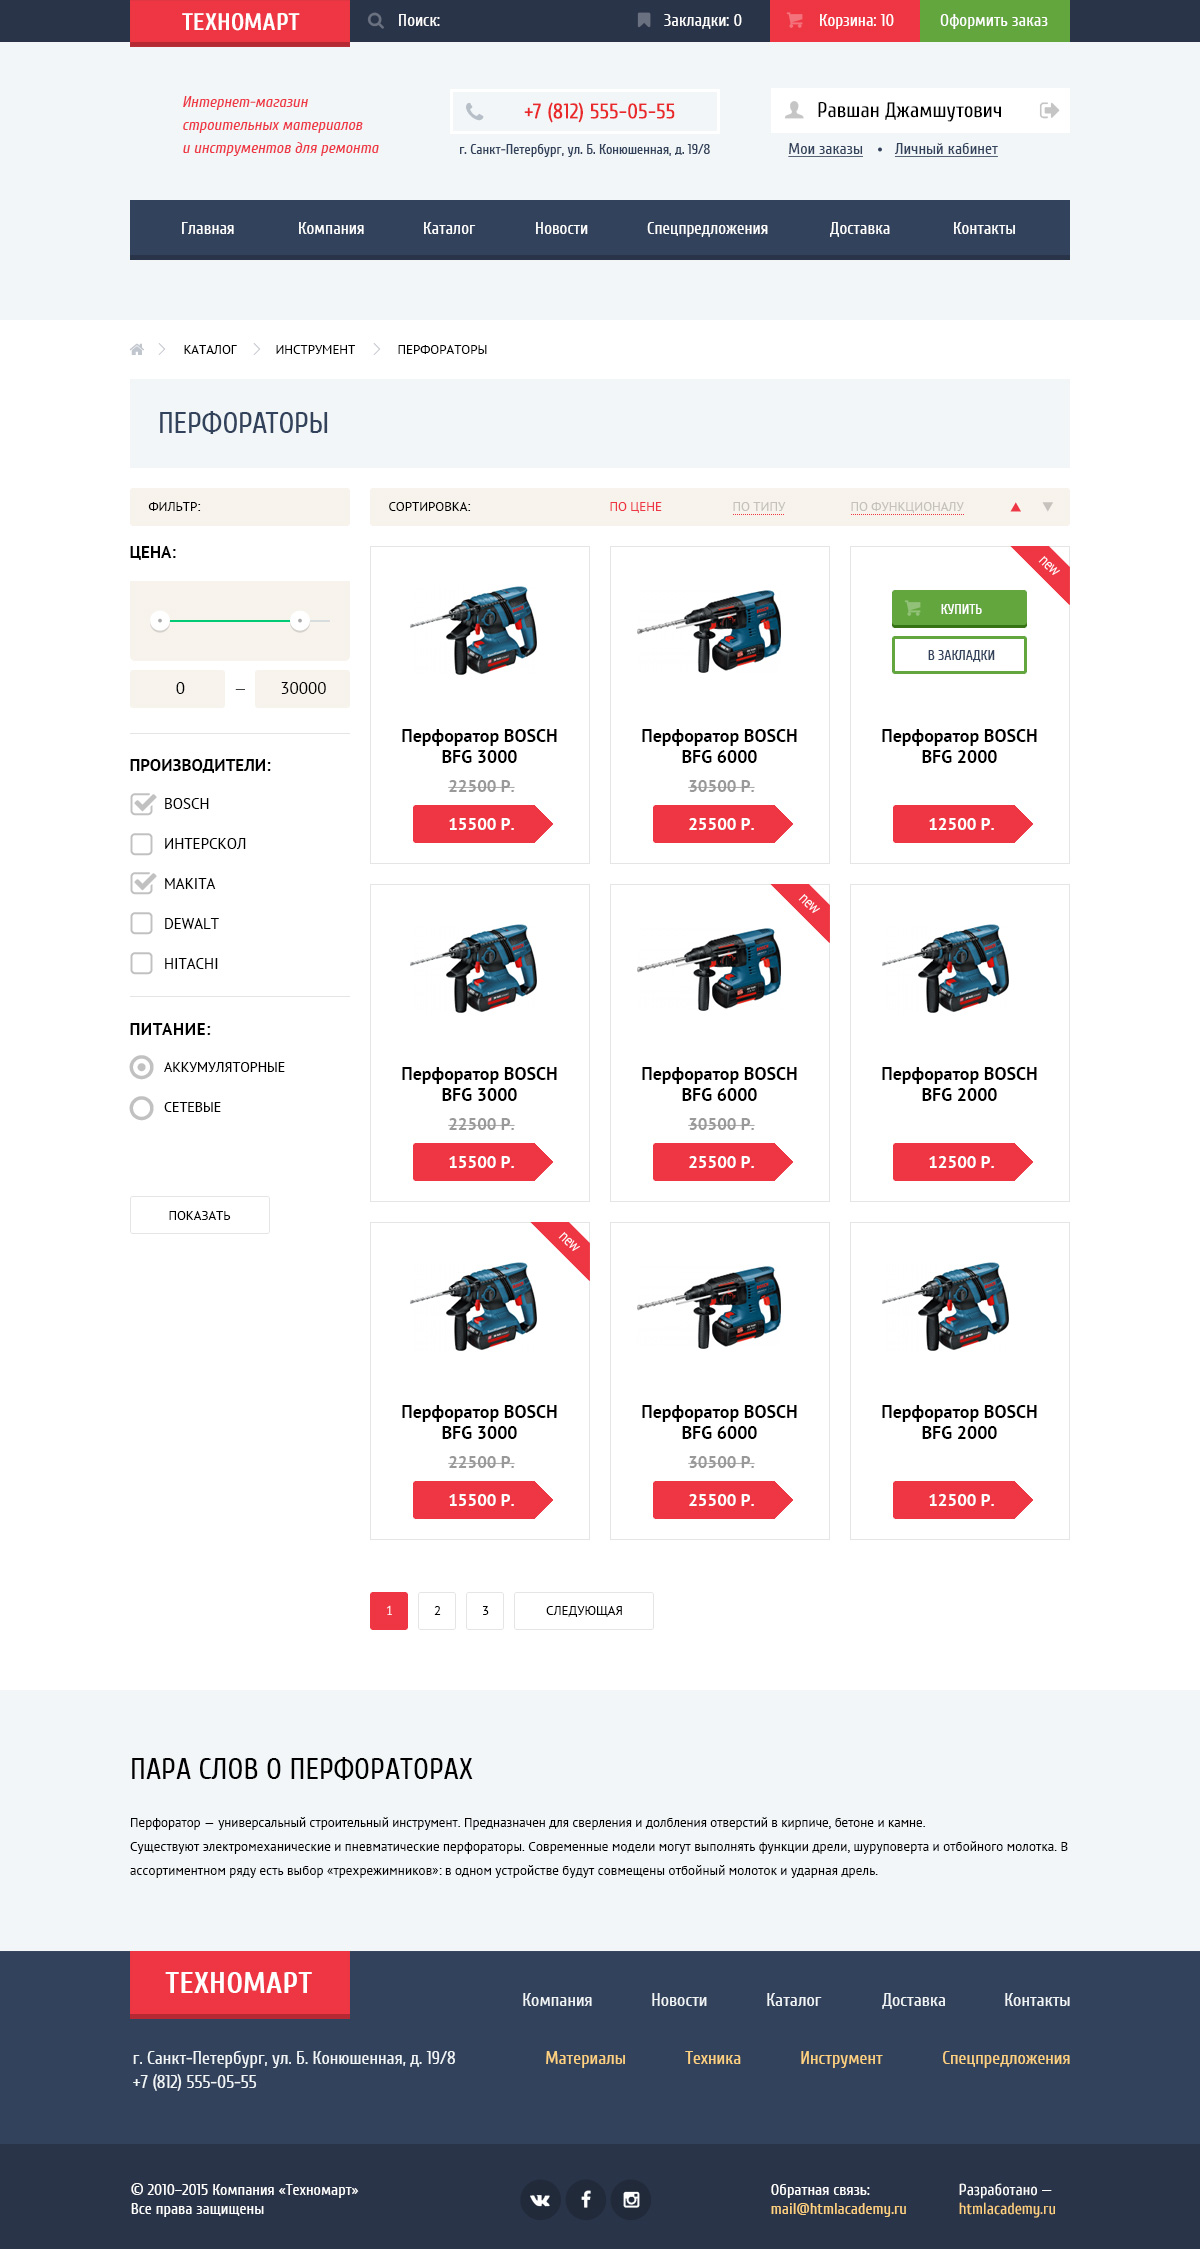 ТЕХНОМАРТ
Поиск:
Закладки: 0
Корзина: 10
Оформить заказ
Интернет-магазин
строительных материалов
и инструментов для ремонта
+7 (812) 555-05-55
г. Санкт-Петербург, ул. Б. Конюшенная, д. 19/8
Равшан Джамшутович
Мои заказы • Личный кабинет
Главная
Компания
Каталог
Новости
Спецпредложения
Доставка
Контакты
КАТАЛОГ
ИНСТРУМЕНТ
ПЕРФОРАТОРЫ
ПЕРФОРАТОРЫ
ФИЛЬТР:
ЦЕНА:
0 – 30000
ПРОИЗВОДИТЕЛИ:
BOSCH
ИНТЕРСКОЛ
MAKITA
DEWALT
HITACHI
ПИТАНИЕ:
АККУМУЛЯТОРНЫЕ
СЕТЕВЫЕ
ПОКАЗАТЬ
СОРТИРОВКА:
ПО ЦЕНЕ
ПО ТИПУ
ПО ФУНКЦИОНАЛУ
Перфоратор BOSCH
BFG 3000
22500 Р.
15500 Р.
Перфоратор BOSCH
BFG 6000
30500 Р.
25500 Р.
new
КУПИТЬ
В ЗАКЛАДКИ
Перфоратор BOSCH
BFG 2000
12500 Р.
Перфоратор BOSCH
BFG 3000
22500 Р.
15500 Р.
new
Перфоратор BOSCH
BFG 6000
30500 Р.
25500 Р.
Перфоратор BOSCH
BFG 2000
12500 Р.
new
Перфоратор BOSCH
BFG 3000
22500 Р.
15500 Р.
Перфоратор BOSCH
BFG 6000
30500 Р.
25500 Р.
Перфоратор BOSCH
BFG 2000
12500 Р.
1
2
3
СЛЕДУЮЩАЯ
ПАРА СЛОВ О ПЕРФОРАТОРАХ
Перфоратор — универсальный строительный инструмент. Предназначен для сверления и долбления отверстий в кирпиче, бетоне и камне.
Существуют электромеханические и пневматические перфораторы. Современные модели могут выполнять функции дрели, шуруповерта и отбойного молотка. В
ассортиментном ряду есть выбор «трехрежимников»: в одном устройстве будут совмещены отбойный молоток и ударная дрель.
ТЕХНОМАРТ
Компания
Новости
Каталог
Доставка
Контакты
г. Санкт-Петербург, ул. Б. Конюшенная, д. 19/8
+7 (812) 555-05-55
Материалы
Техника
Инструмент
Спецпредложения
© 2010–2015 Компания «Техномарт»
Все права защищены
Обратная связь:
mail@htmlacademy.ru
Разработано —
htmlacademy.ru